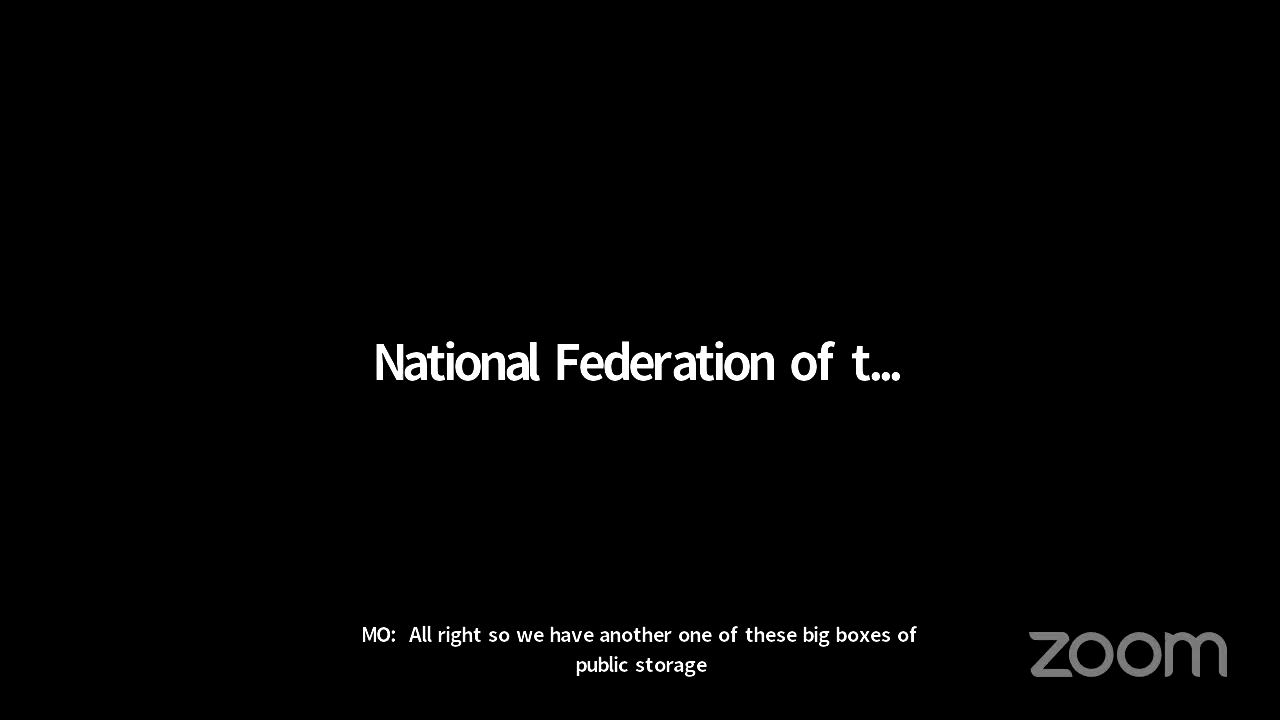 National Federation of t...
MO: All right so we have another one of these big boxes of
public storage
zoom